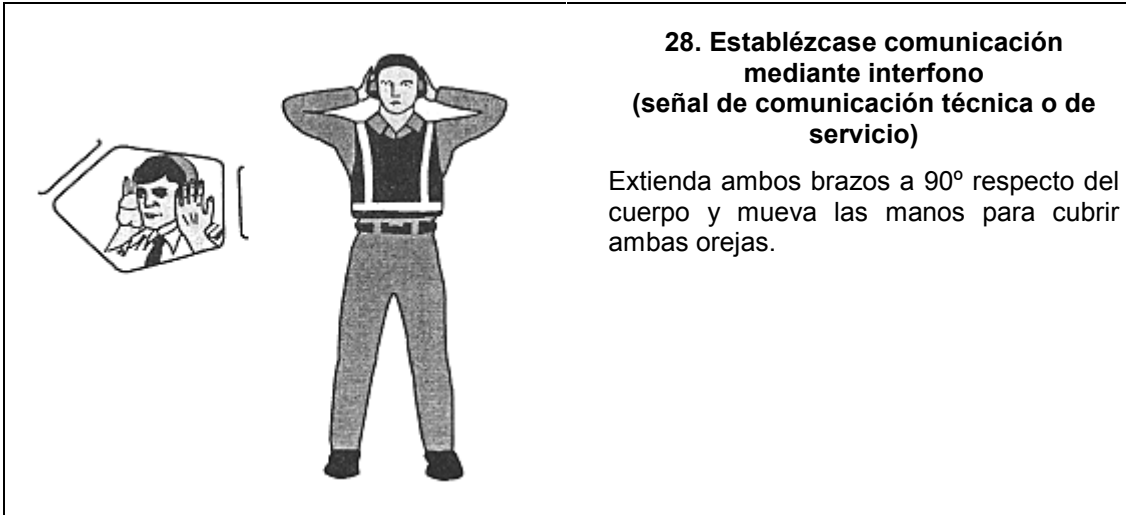 28. Establézcase comunicación
mediante interfono
(señal de comunicación técnica o de
servicio)
Extienda ambos brazos a 90º respecto del
cuerpo y mueva las manos para cubrir
ambas orejas.